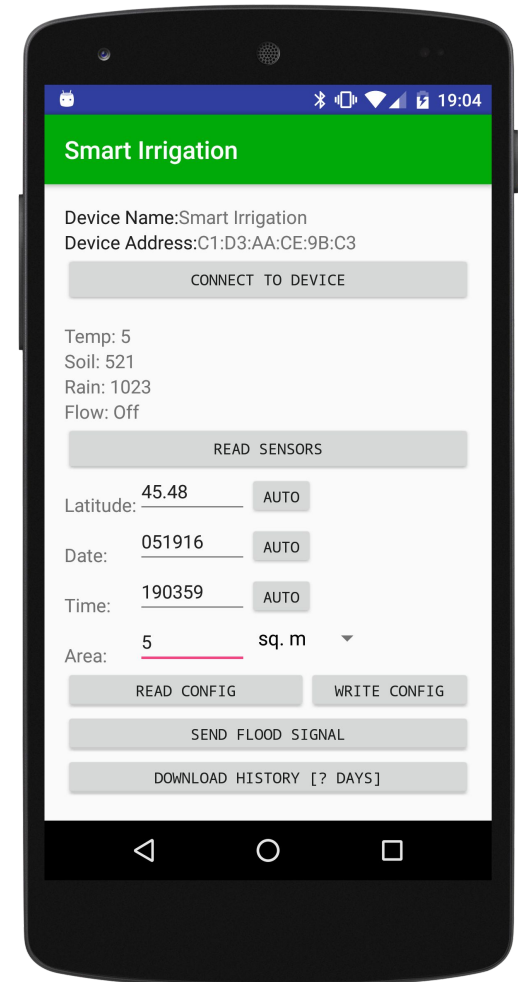 19:04
Smart Irrigation
Device Name:Smart Irrigation
Device Address:C1:D3:AA:CE:9B:C3
CONNECT TO DEVICE
Temp: 5
Soil: 521
Rain: 1023
Flow: Off
READ SENSORS
Latitude: 45.48 AUTO
Date: 051916 AUTO
Time: 190359 AUTO
Area: 5 sq. m
READ CONFIG WRITE CONFIG
SEND FLOOD SIGNAL
DOWNLOAD HISTORY [? DAYS]